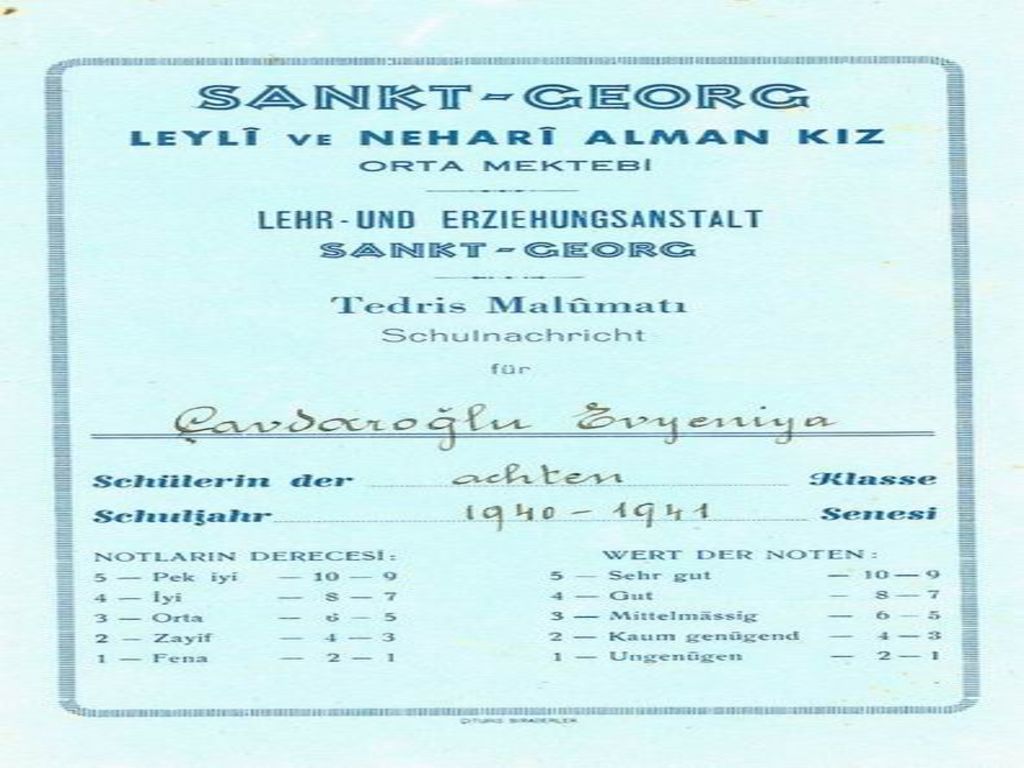 SANKT-GEORG
LEYLÎ VE NEHARÎ ALMAN KIZ
ORTA MEKTEBİ
LEHR-UND ERZIEHUNGSANSTALT
SANKT-GEORG
Tedris Malûmatı
Schulnachricht
für
Çavdaroğlu Evyeniya
Schülerin der achten Klasse
Schuljahr 1940-1941 Senesi
NOTLARIN DERECESİ: WERT DER NOTEN:
5 — Pek iyi — 10 — 9 5 — Sehr gut — 10 — 9
4 — İyi — 8 — 7 4 — Gut — 8 — 7
3 — Orta — 6 — 5 3 — Mittelmässig — 6 — 5
2 — Zayif — 4 — 3 2 — Kaum genügend — 4 — 3
1 — Fena — 2 — 1 1 — Ungenügen — 2 — 1
BIRADERLER